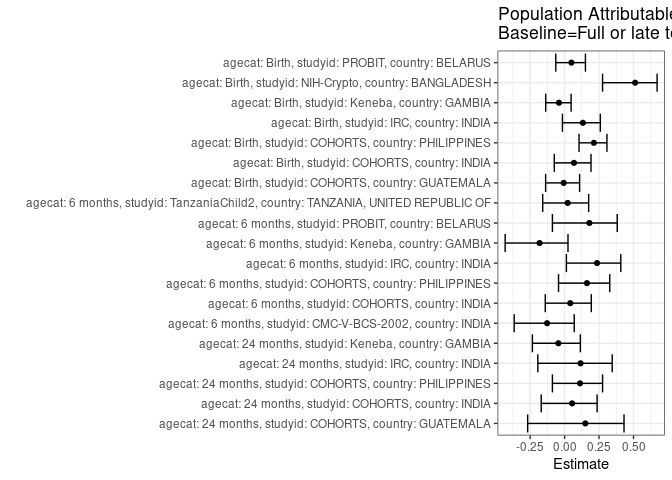 Population Attributable
Baseline=Full or late
agecat: Birth, studyid: PROBIT, country: BELARUS
agecat: Birth, studyid: NIH-Crypto, country: BANGLADESH
agecat: Birth, studyid: Keneba, country: GAMBIA
agecat: Birth, studyid: IRC, country: INDIA
agecat: Birth, studyid: COHORTS, country: PHILIPPINES
agecat: Birth, studyid: COHORTS, country: INDIA
agecat: Birth, studyid: COHORTS, country: GUATEMALA
agecat: 6 months, studyid: TanzaniaChild2, country: TANZANIA, UNITED REPUBLIC OF
agecat: 6 months, studyid: PROBIT, country: BELARUS
agecat: 6 months, studyid: Keneba, country: GAMBIA
agecat: 6 months, studyid: IRC, country: INDIA
agecat: 6 months, studyid: COHORTS, country: PHILIPPINES
agecat: 6 months, studyid: COHORTS, country: INDIA
agecat: 6 months, studyid: CMC-V-BCS-2002, country: INDIA
agecat: 24 months, studyid: Keneba, country: GAMBIA
agecat: 24 months, studyid: IRC, country: INDIA
agecat: 24 months, studyid: COHORTS, country: PHILIPPINES
agecat: 24 months, studyid: COHORTS, country: INDIA
agecat: 24 months, studyid: COHORTS, country: GUATEMALA
-0.25 0.00 0.25 0.50
Estimate